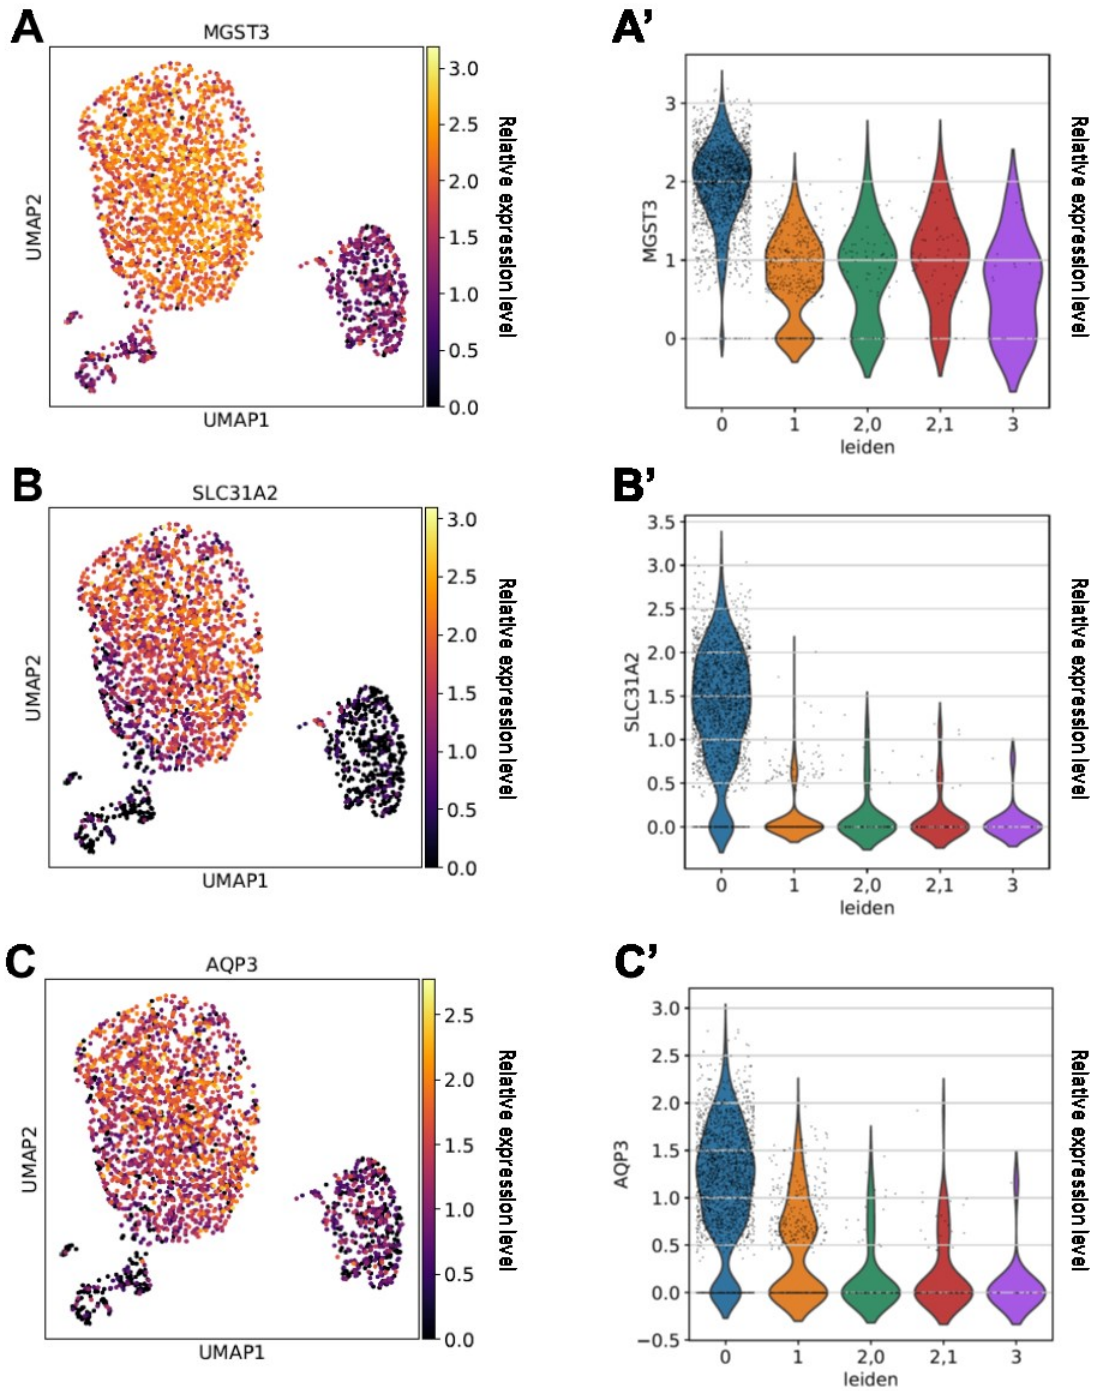 A
MGST3
3.0
2.5
2.0
1.5
1.0
0.5
0.0
Relative expression level
UMAP2
UMAP1
A’
3
2
1
0
MGST3
0 1 2,0 2,1 3
leiden
Relative expression level
B
SLC31A2
3.0
2.5
2.0
1.5
1.0
0.5
0.0
Relative expression level
UMAP2
UMAP1
B’
3.5
3.0
2.5
2.0
1.5
1.0
0.5
0.0
SLC31A2
0 1 2,0 2,1 3
leiden
Relative expression level
C
AQP3
2.5
2.0
1.5
1.0
0.5
0.0
Relative expression level
UMAP2
UMAP1
C’
3.0
2.5
2.0
1.5
1.0
0.5
0.0
−0.5
AQP3
0 1 2,0 2,1 3
leiden
Relative expression level